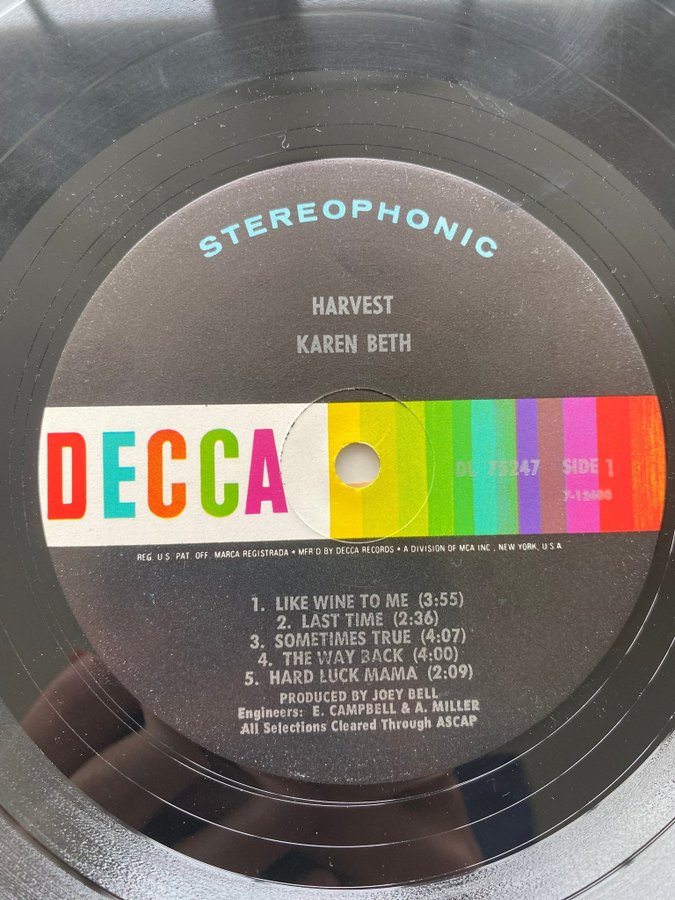 STEREOPHONIC
HARVEST
KAREN BETH
DECCA
DL 75247 SIDE 1
REG. U.S. PAT. OFF. MARCA REGISTRADA • MFR'D BY DECCA RECORDS • A DIVISION OF MCA INC., NEW YORK, U.S.A.
1. LIKE WINE TO ME (3:55)
2. LAST TIME (2:36)
3. SOMETIMES TRUE (4:07)
4. THE WAY BACK (4:00)
5. HARD LUCK MAMA (2:09)
PRODUCED BY JOEY BELL
Engineers: E. CAMPBELL & A. MILLER
All Selections Cleared Through ASCAP